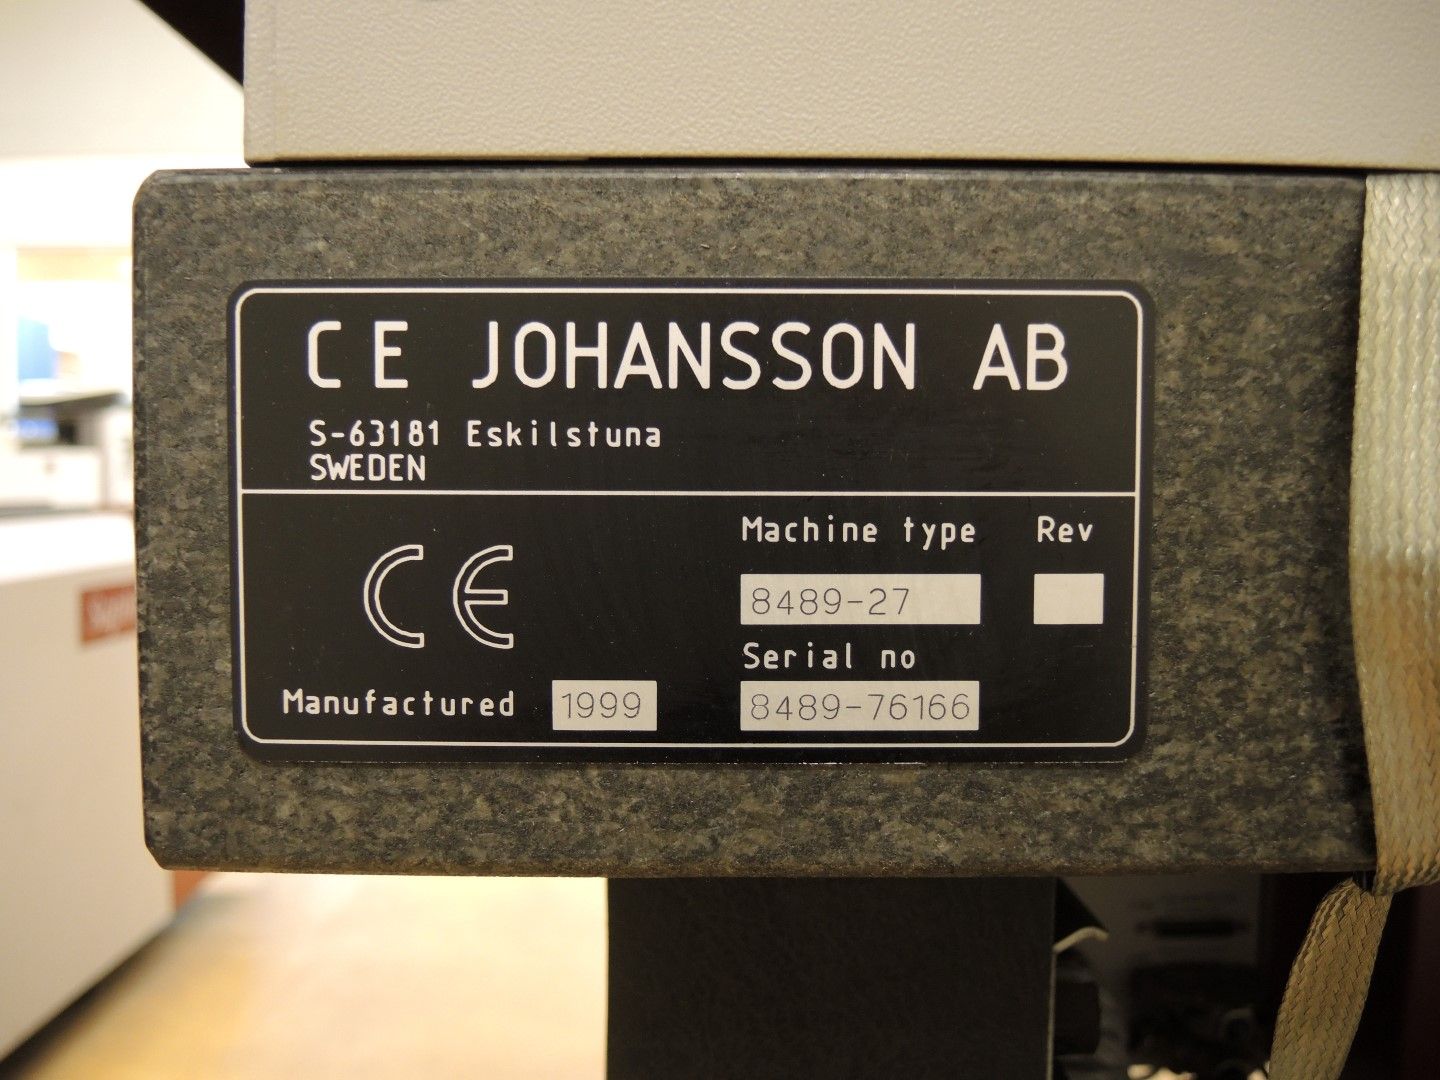 C E JOHANSSON AB
S-63181 Eskilstuna
SWEDEN
Machine type Rev
8489-27
CE
Serial no
Manufactured 1999 8489-76166